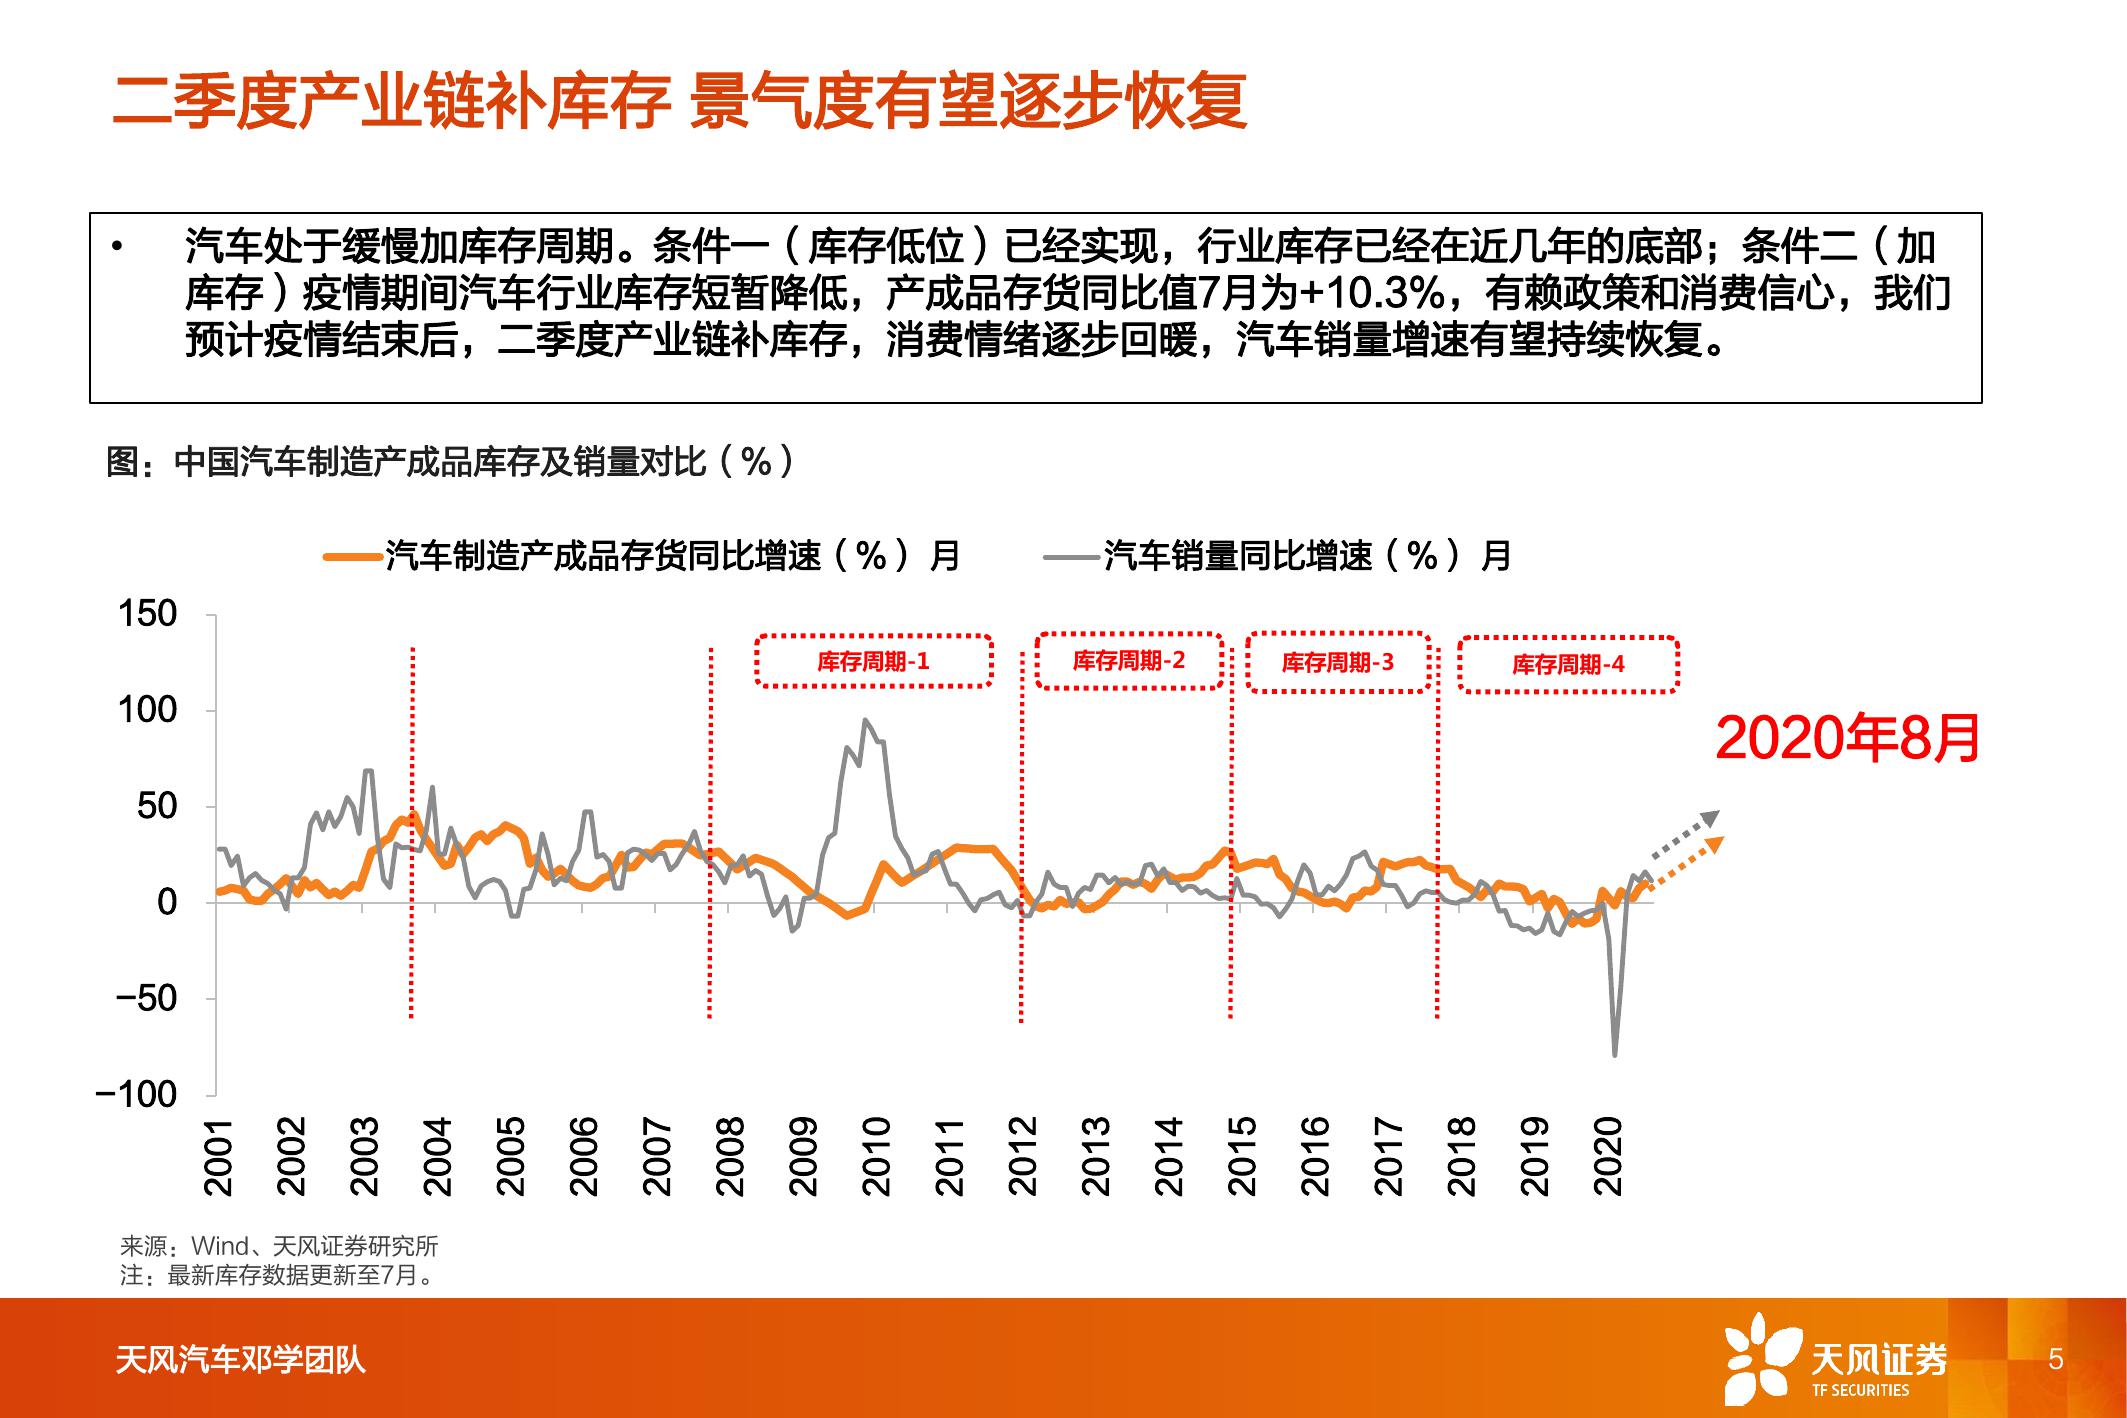 二季度产业链补库存 景气度有望逐步恢复
• 汽车处于缓慢加库存周期。条件一（库存低位）已经实现，行业库存已经在近几年的底部；条件二（加
库存）疫情期间汽车行业库存短暂降低，产成品存货同比值7月为+10.3%，有赖政策和消费信心，我们
预计疫情结束后，二季度产业链补库存，消费情绪逐步回暖，汽车销量增速有望持续恢复。
图：中国汽车制造产成品库存及销量对比（%）
汽车制造产成品存货同比增速（%）月
汽车销量同比增速（%）月
150
100
50
0
−50
−100
库存周期-1
库存周期-2
库存周期-3
库存周期-4
2020年8月
2001
2002
2003
2004
2005
2006
2007
2008
2009
2010
2011
2012
2013
2014
2015
2016
2017
2018
2019
2020
来源：Wind、天风证券研究所
注：最新库存数据更新至7月。
天风汽车邓学团队
天风证券
TF SECURITIES
5